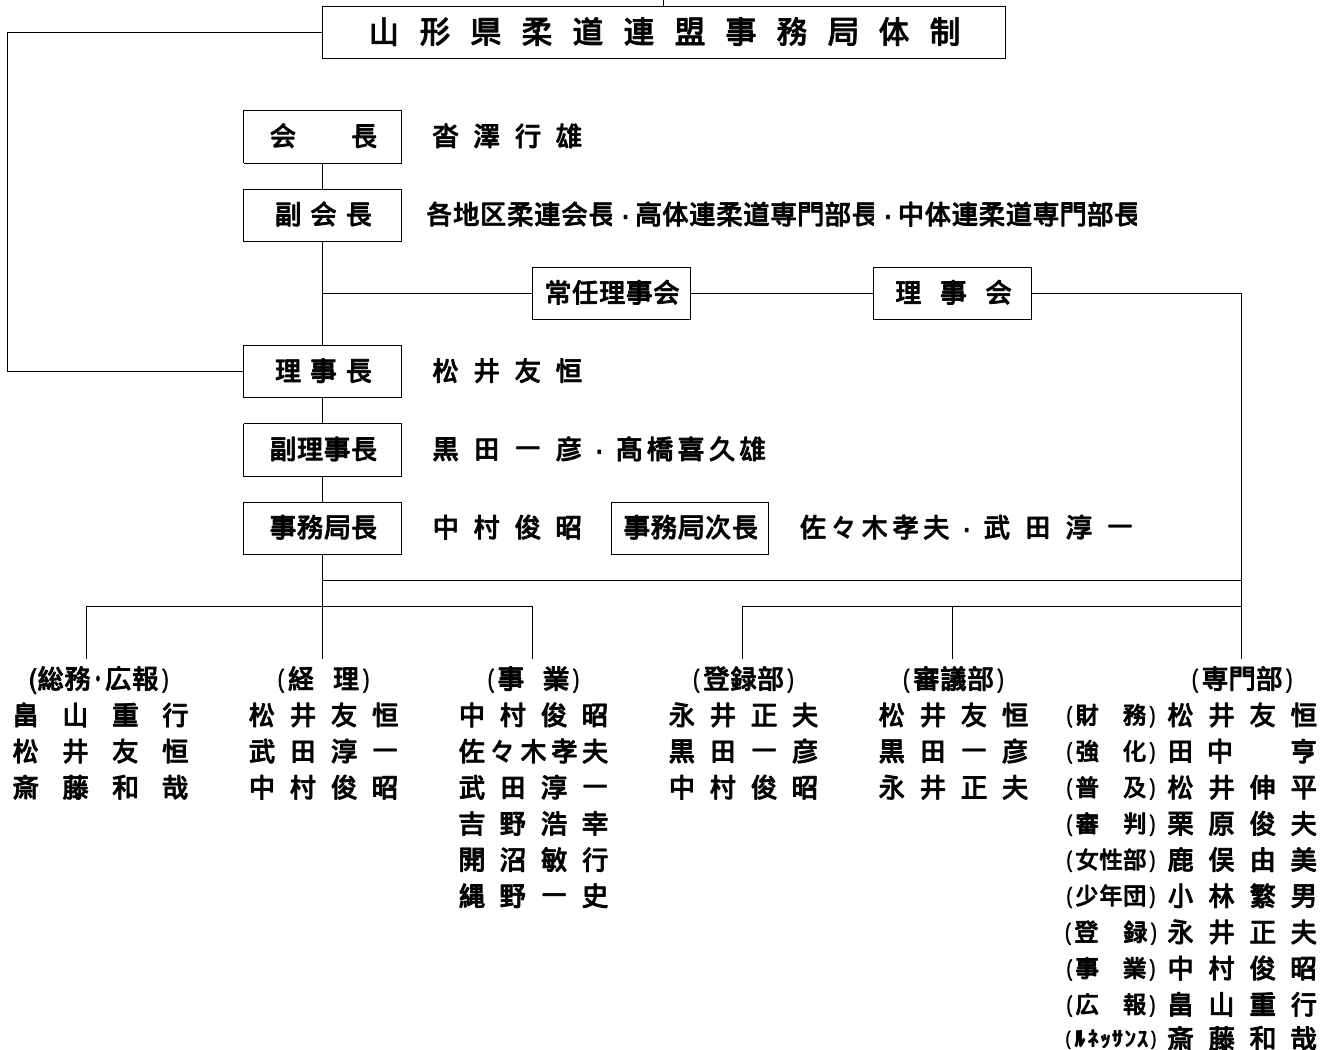 山形県柔道連盟事務局体制
会長 沓澤行雄
副会長 各地区柔連会長・高体連柔道専門部長・中体連柔道専門部長
常任理事会 理事会
理事長 松井友恒
副理事長 黒田一彦・髙橋喜久雄
事務局長 中村俊昭 事務局次長 佐々木孝夫・武田淳一
(総務・広報)
畠山重行
松井友恒
斎藤和哉
(経理)
松井友恒
武田淳一
中村俊昭
(事業)
中村俊昭
佐々木孝夫
武田淳一
吉野浩幸
開沼敏行
縄野一史
(登録部)
永井正夫
黒田一彦
中村俊昭
(審議部)
松井友恒
黒田一彦
永井正夫
(専門部)
(財務) 松井友恒
(強化) 田中亨
(普及) 松井伸平
(審判) 栗原俊夫
(女性部) 鹿俣由美
(少年団) 小林繁男
(登録) 永井正夫
(事業) 中村俊昭
(広報) 畠山重行
(ルネッサンス) 斎藤和哉